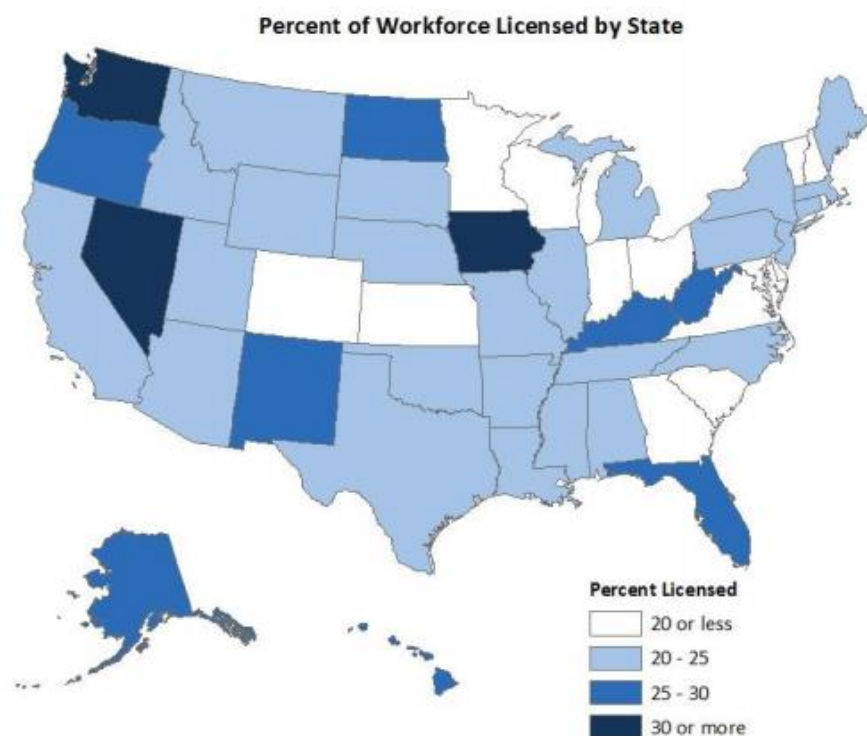 Percent of Workforce Licensed by State
Percent Licensed
20 or less
20 - 25
25 - 30
30 or more